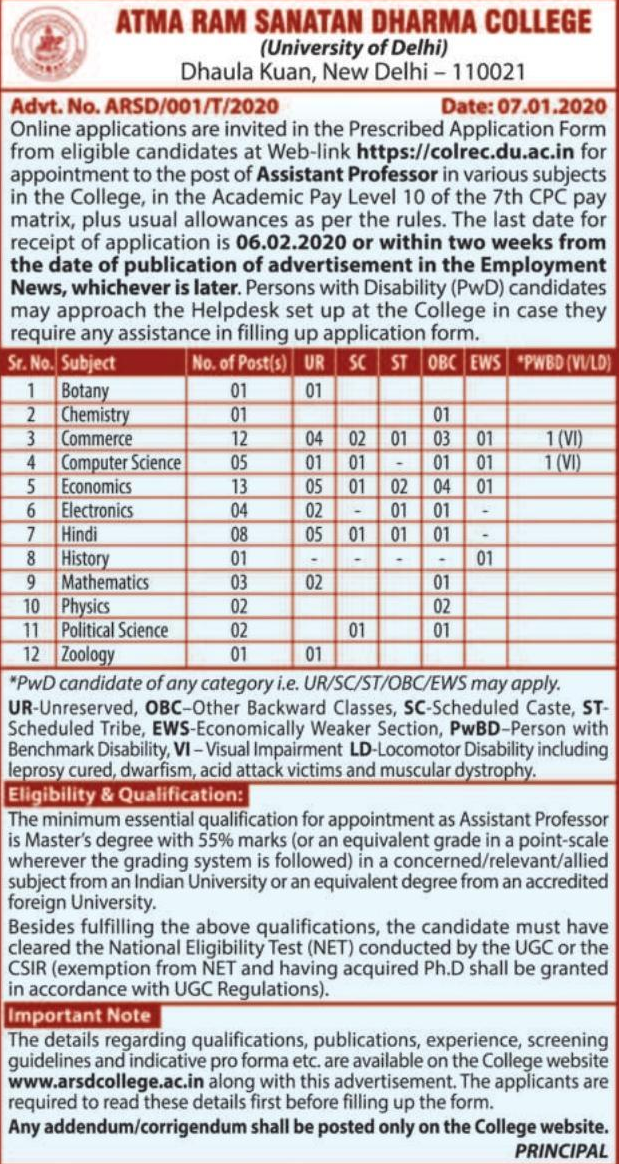 ATMA RAM SANATAN DHARMA COLLEGE
(University of Delhi)
Dhaula Kuan, New Delhi – 110021
Advt. No. ARSD/001/T/2020 Date: 07.01.2020
Online applications are invited in the Prescribed Application Form
from eligible candidates at Web-link https://colrec.du.ac.in for
appointment to the post of Assistant Professor in various subjects
in the College, in the Academic Pay Level 10 of the 7th CPC pay
matrix, plus usual allowances as per the rules. The last date for
receipt of application is 06.02.2020 or within two weeks from
the date of publication of advertisement in the Employment
News, whichever is later. Persons with Disability (PwD) candidates
may approach the Helpdesk set up at the College in case they
require any assistance in filling up application form.
Sr. No. Subject No. of Post(s) UR SC ST OBC EWS *PWBD (VI/LD)
1 Botany 01 01
2 Chemistry 01 01
3 Commerce 12 04 02 01 03 01 1 (VI)
4 Computer Science 05 01 01 - 01 01 1 (VI)
5 Economics 13 05 01 02 04 01
6 Electronics 04 02 - 01 01 -
7 Hindi 08 05 01 01 01 -
8 History 01 - - - - 01
9 Mathematics 03 02 01
10 Physics 02 02
11 Political Science 02 01 01
12 Zoology 01 01
*PwD candidate of any category i.e. UR/SC/ST/OBC/EWS may apply.
UR-Unreserved, OBC–Other Backward Classes, SC-Scheduled Caste, ST-
Scheduled Tribe, EWS-Economically Weaker Section, PwBD–Person with
Benchmark Disability, VI – Visual Impairment LD-Locomotor Disability including
leprosy cured, dwarfism, acid attack victims and muscular dystrophy.
Eligibility & Qualification:
The minimum essential qualification for appointment as Assistant Professor
is Master's degree with 55% marks (or an equivalent grade in a point-scale
wherever the grading system is followed) in a concerned/relevant/allied
subject from an Indian University or an equivalent degree from an accredited
foreign University.
Besides fulfilling the above qualifications, the candidate must have
cleared the National Eligibility Test (NET) conducted by the UGC or the
CSIR (exemption from NET and having acquired Ph.D shall be granted
in accordance with UGC Regulations).
Important Note
The details regarding qualifications, publications, experience, screening
guidelines and indicative pro forma etc. are available on the College website
www.arsdcollege.ac.in along with this advertisement. The applicants are
required to read these details first before filling up the form.
Any addendum/corrigendum shall be posted only on the College website.
PRINCIPAL